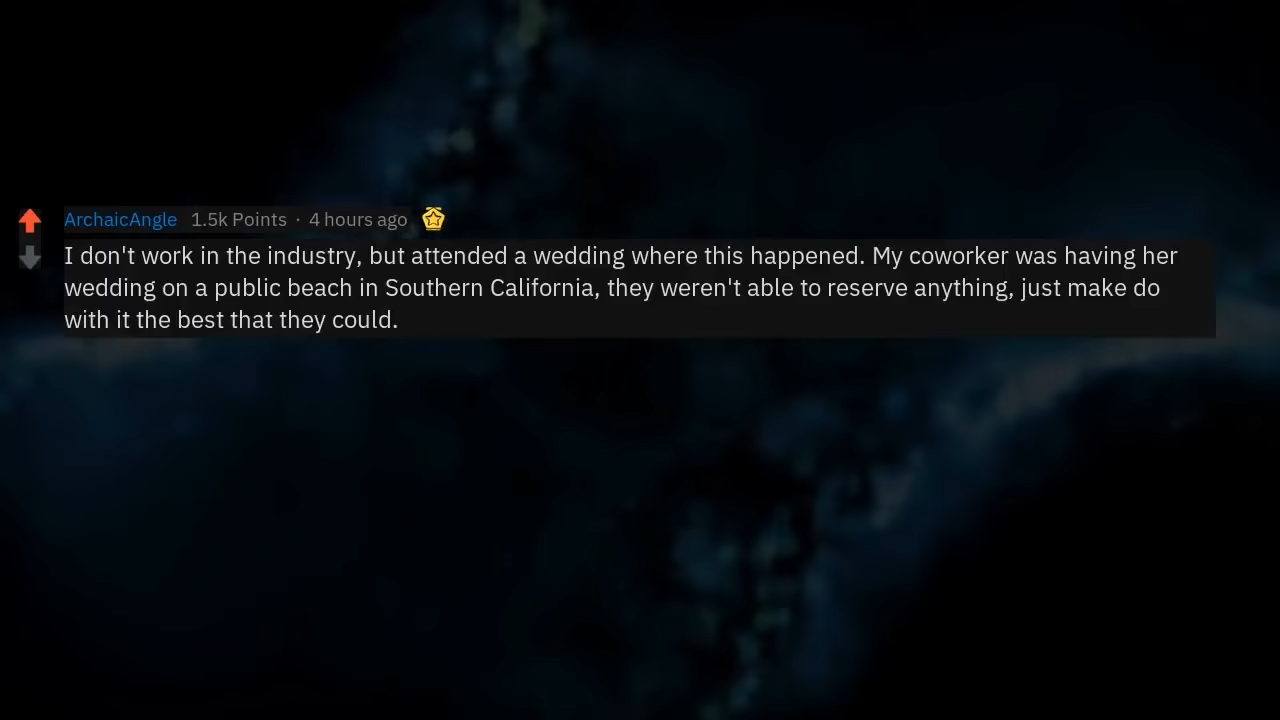 ArchaicAngle 1.5k Points · 4 hours ago
I don't work in the industry, but attended a wedding where this happened. My coworker was having her
wedding on a public beach in Southern California, they weren't able to reserve anything, just make do
with it the best that they could.